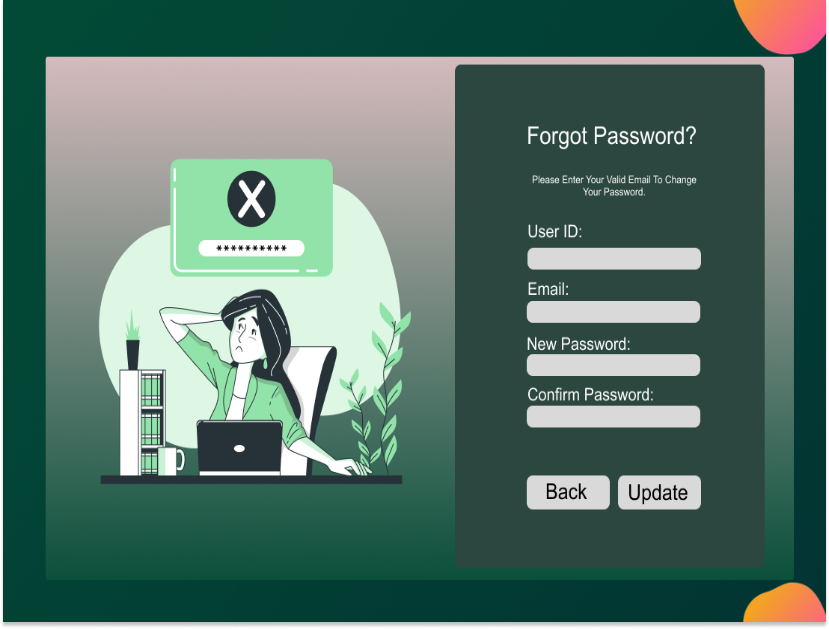 Forgot Password?
Please Enter Your Valid Email To Change
Your Password.
User ID:
Email:
New Password:
Confirm Password:
Back Update
X
**********